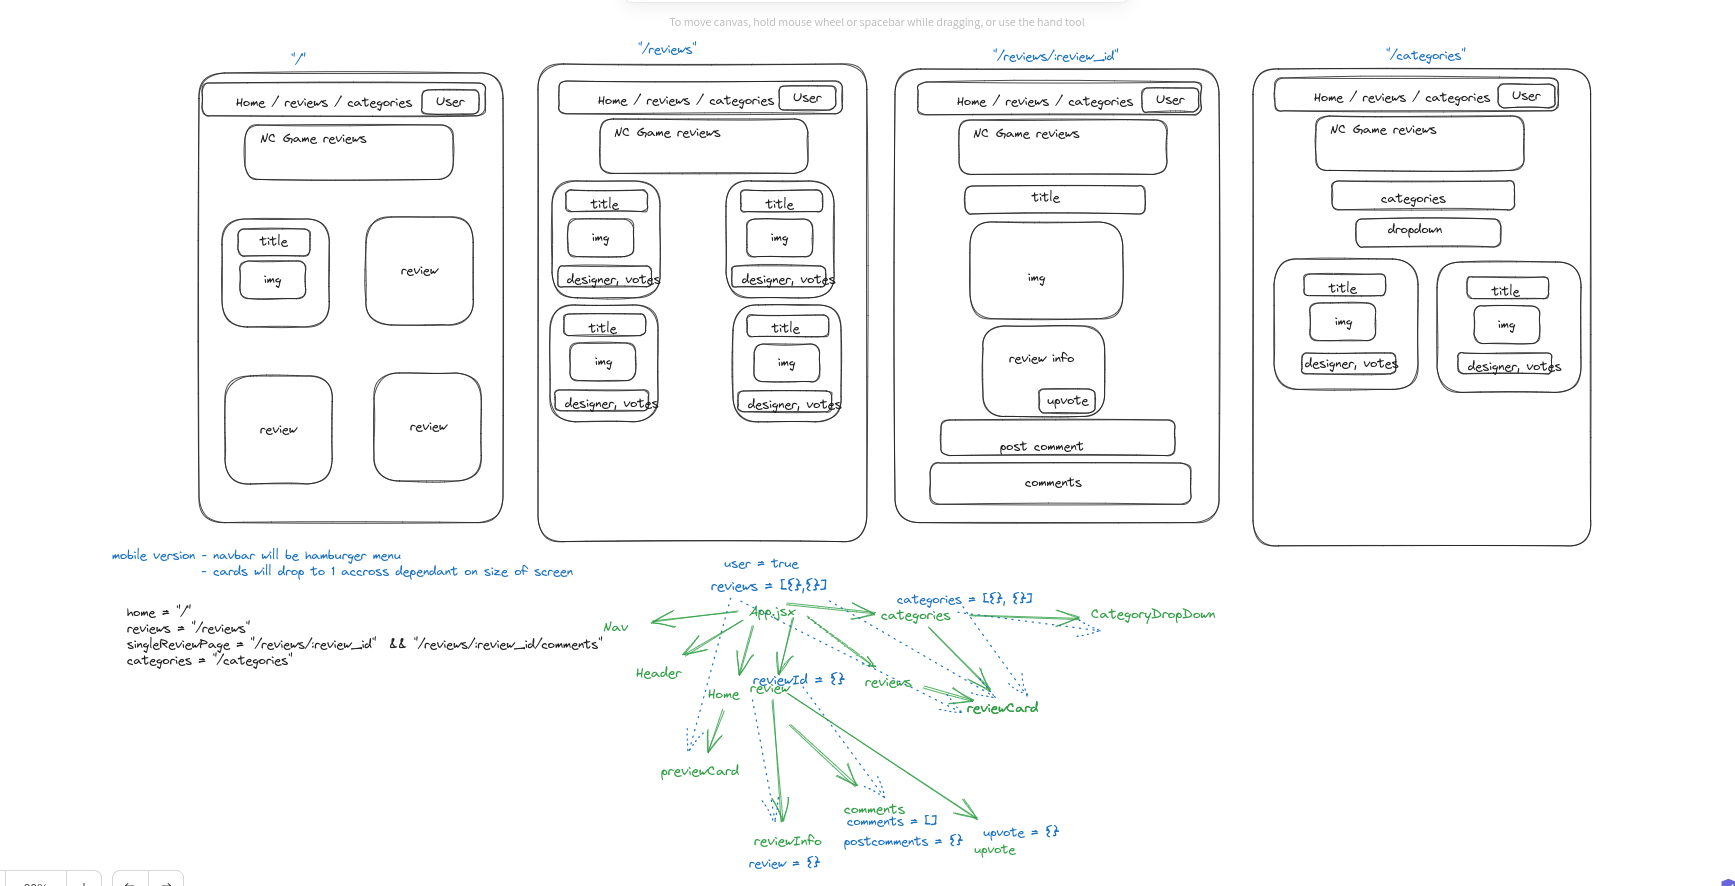 To move canvas, hold mouse wheel or spacebar while dragging, or use the hand tool
"/"
Home / reviews / categories
User
NC Game reviews
title
img
review
review
review
"/reviews"
Home / reviews / categories
User
NC Game reviews
title
img
designer, votes
title
img
designer, votes
title
img
designer, votes
title
img
designer, votes
"/reviews/:review_id"
Home / reviews / categories
User
NC Game reviews
title
img
review info
upvote
post comment
comments
"/categories"
Home / reviews / categories
User
NC Game reviews
categories
dropdown
title
img
designer, votes
title
img
designer, votes
mobile version - navbar will be hamburger menu
- cards will drop to 1 accross dependant on size of screen
home = "/"
reviews = "/reviews"
singleReviewPage = "/reviews/:review_id" && "/reviews/:review_id/comments"
categories = "/categories"
user = true
reviews = [{},{}]
App.jsx
categories = [{}, {}]
categories
CategoryDropDown
Nav
Header
Home
reviewId = {}
review
reviews
reviewCard
previewCard
comments
comments = []
postcomments = {}
upvote = {}
upvote
reviewInfo
review = {}